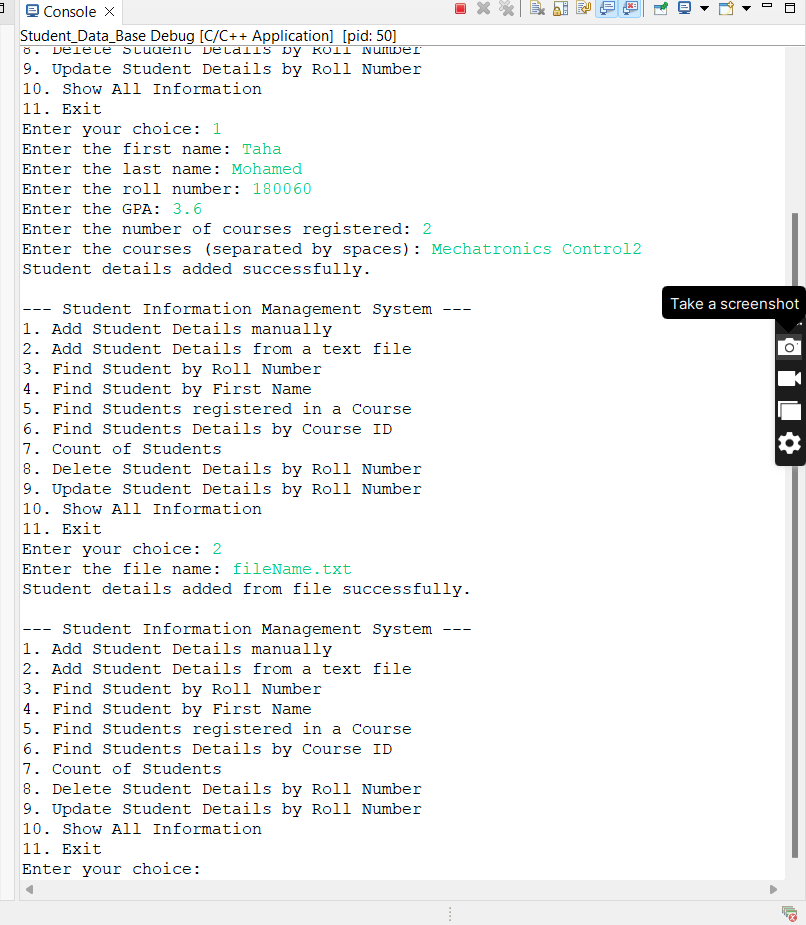 Console
Student_Data_Base Debug [C/C++ Application] [pid: 50]
8. Delete Student Details by Roll Number
9. Update Student Details by Roll Number
10. Show All Information
11. Exit
Enter your choice: 1
Enter the first name: Taha
Enter the last name: Mohamed
Enter the roll number: 180060
Enter the GPA: 3.6
Enter the number of courses registered: 2
Enter the courses (separated by spaces): Mechatronics Control2
Student details added successfully.
--- Student Information Management System ---
Take a screenshot
1. Add Student Details manually
2. Add Student Details from a text file
3. Find Student by Roll Number
4. Find Student by First Name
5. Find Students registered in a Course
6. Find Students Details by Course ID
7. Count of Students
8. Delete Student Details by Roll Number
9. Update Student Details by Roll Number
10. Show All Information
11. Exit
Enter your choice: 2
Enter the file name: fileName.txt
Student details added from file successfully.
--- Student Information Management System ---
1. Add Student Details manually
2. Add Student Details from a text file
3. Find Student by Roll Number
4. Find Student by First Name
5. Find Students registered in a Course
6. Find Students Details by Course ID
7. Count of Students
8. Delete Student Details by Roll Number
9. Update Student Details by Roll Number
10. Show All Information
11. Exit
Enter your choice: